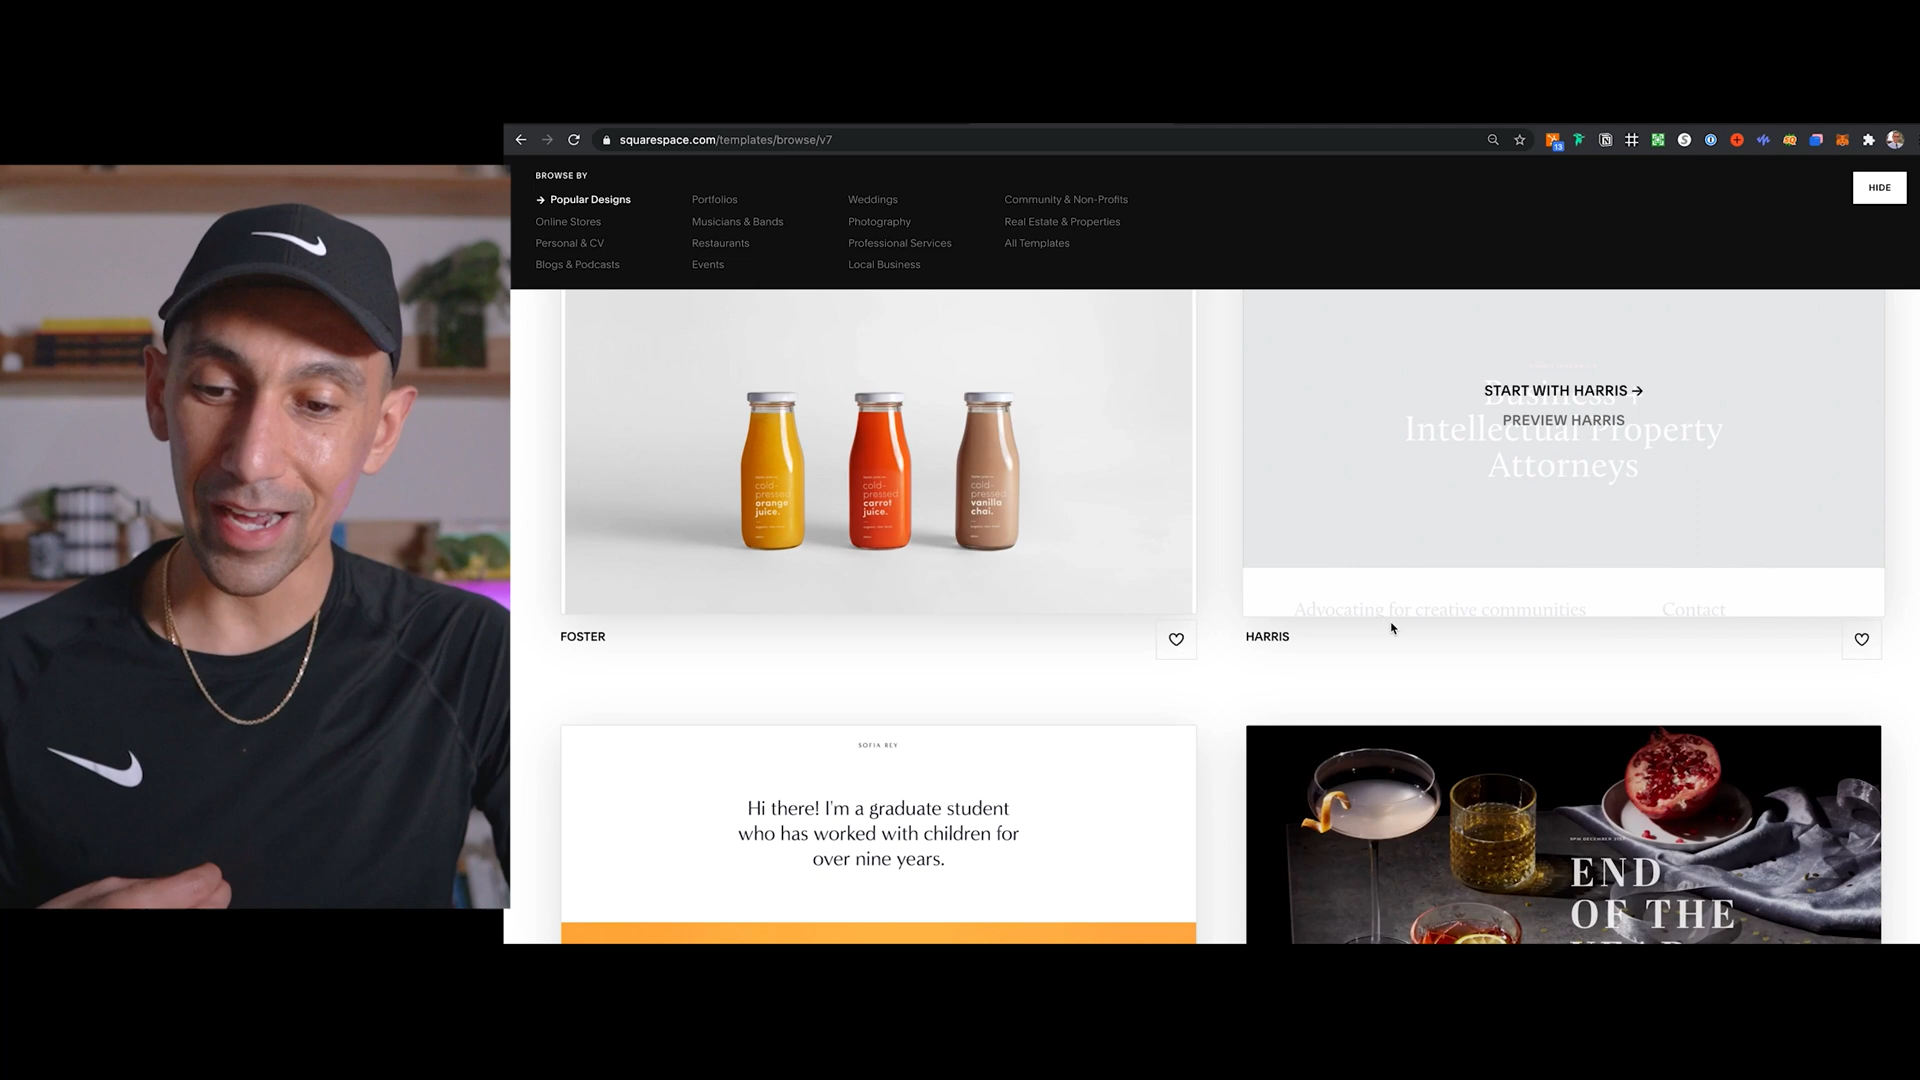 squarespace.com/templates/browse/v7
13
BROWSE BY
→ Popular Designs
Online Stores
Personal & CV
Blogs & Podcasts
Portfolios
Musicians & Bands
Restaurants
Events
Weddings
Photography
Professional Services
Local Business
Community & Non-Profits
Real Estate & Properties
All Templates
HIDE
cold-
pressed
orange
juice.
cold-
pressed
carrot
juice.
cold-
pressed
vanilla
chai.
FOSTER
START WITH HARRIS →
PREVIEW HARRIS
Business +
Intellectual Property
Attorneys
Advocating for creative communities
Contact
HARRIS
SOFIA REY
Hi there! I'm a graduate student
who has worked with children for
over nine years.
END
OF THE
YEAR